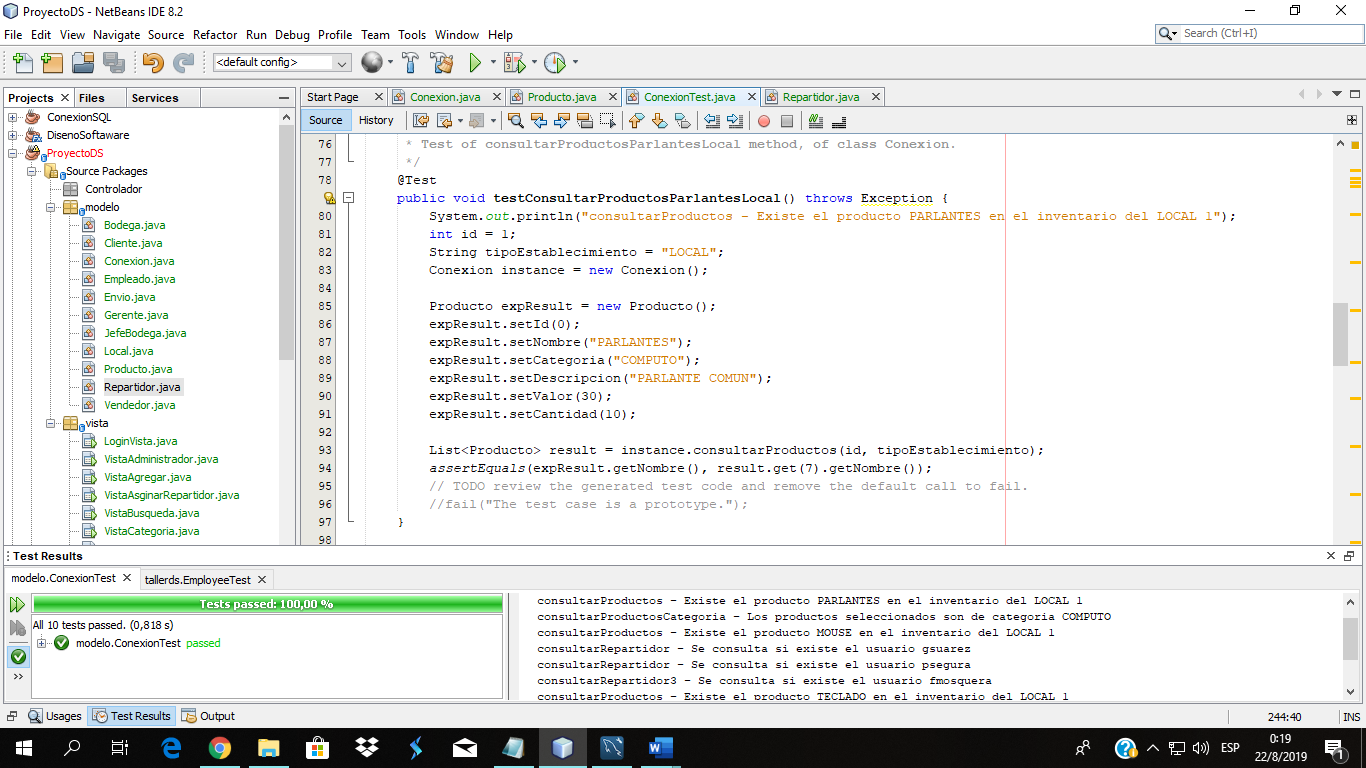 ProyectoDS - NetBeans IDE 8.2
File Edit View Navigate Source Refactor Run Debug Profile Team Tools Window Help
Search (Ctrl+I)
<default config>
Projects Files Services
Start Page Conexion.java Producto.java ConexionTest.java Repartidor.java
Source History
ConexionSQL
DisenoSoftaware
ProyectoDS
Source Packages
Controlador
modelo
Bodega.java
Cliente.java
Conexion.java
Empleado.java
Envio.java
Gerente.java
JefeBodega.java
Local.java
Producto.java
Repartidor.java
Vendedor.java
vista
LoginVista.java
VistaAdministrador.java
VistaAgregar.java
VistaAsginarRepartidor.java
VistaBusqueda.java
VistaCategoria.java
76 * Test of consultarProductosParlantesLocal method, of class Conexion.
77 */
78 @Test
public void testConsultarProductosParlantesLocal() throws Exception {
80 System.out.println("consultarProductos - Existe el producto PARLANTES en el inventario del LOCAL 1");
81 int id = 1;
82 String tipoEstablecimiento = "LOCAL";
83 Conexion instance = new Conexion();
84
85 Producto expResult = new Producto();
86 expResult.setId(0);
87 expResult.setNombre("PARLANTES");
88 expResult.setCategoria("COMPUTO");
89 expResult.setDescripcion("PARLANTE COMUN");
90 expResult.setValor(30);
91 expResult.setCantidad(10);
92
93 List<Producto> result = instance.consultarProductos(id, tipoEstablecimiento);
94 assertEquals(expResult.getNombre(), result.get(7).getNombre());
95 // TODO review the generated test code and remove the default call to fail.
96 //fail("The test case is a prototype.");
97 }
98
Test Results
modelo.ConexionTest tallerds.EmployeeTest
Tests passed: 100,00 %
All 10 tests passed. (0,818 s)
modelo.ConexionTest passed
consultarProductos - Existe el producto PARLANTES en el inventario del LOCAL 1
consultarProductosCategoria - Los productos seleccionados son de categoria COMPUTO
consultarProductos - Existe el producto MOUSE en el inventario del LOCAL 1
consultarRepartidor - Se consulta si existe el usuario gsuarez
consultarRepartidor - Se consulta si existe el usuario psegura
consultarRepartidor3 - Se consulta si existe el usuario fmosquera
consultarProductos - Existe el producto TECLADO en el inventario del LOCAL 1
Usages Test Results Output
244:40 INS
ESP
0:19
22/8/2019
1